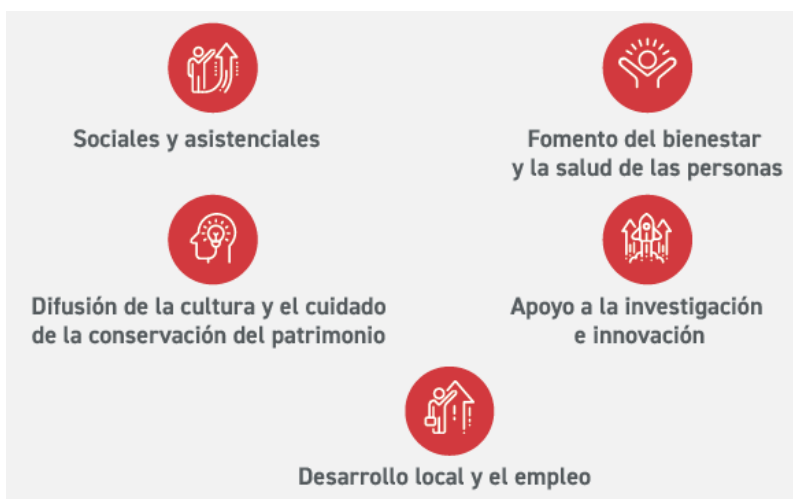 Sociales y asistenciales
Fomento del bienestar
y la salud de las personas
Difusión de la cultura y el cuidado
de la conservación del patrimonio
Apoyo a la investigación
e innovación
Desarrollo local y el empleo